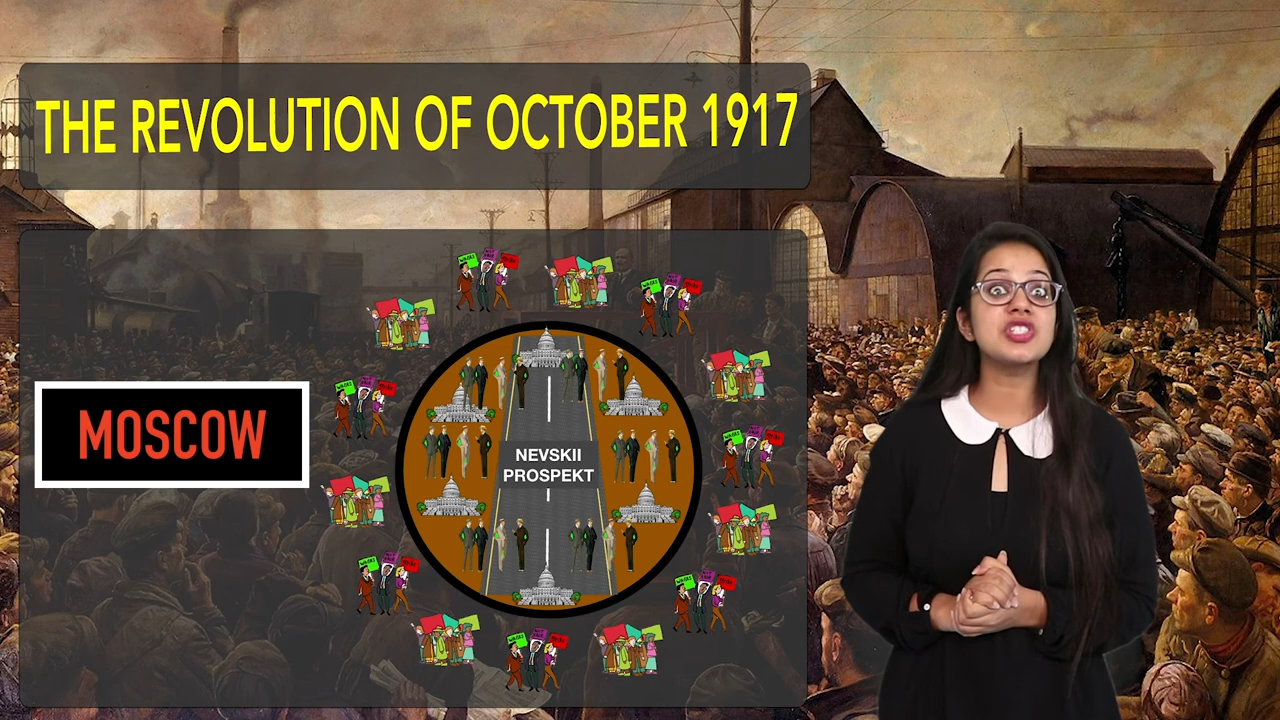 THE REVOLUTION OF OCTOBER 1917
MOSCOW
NEVSKII
PROSPEKT